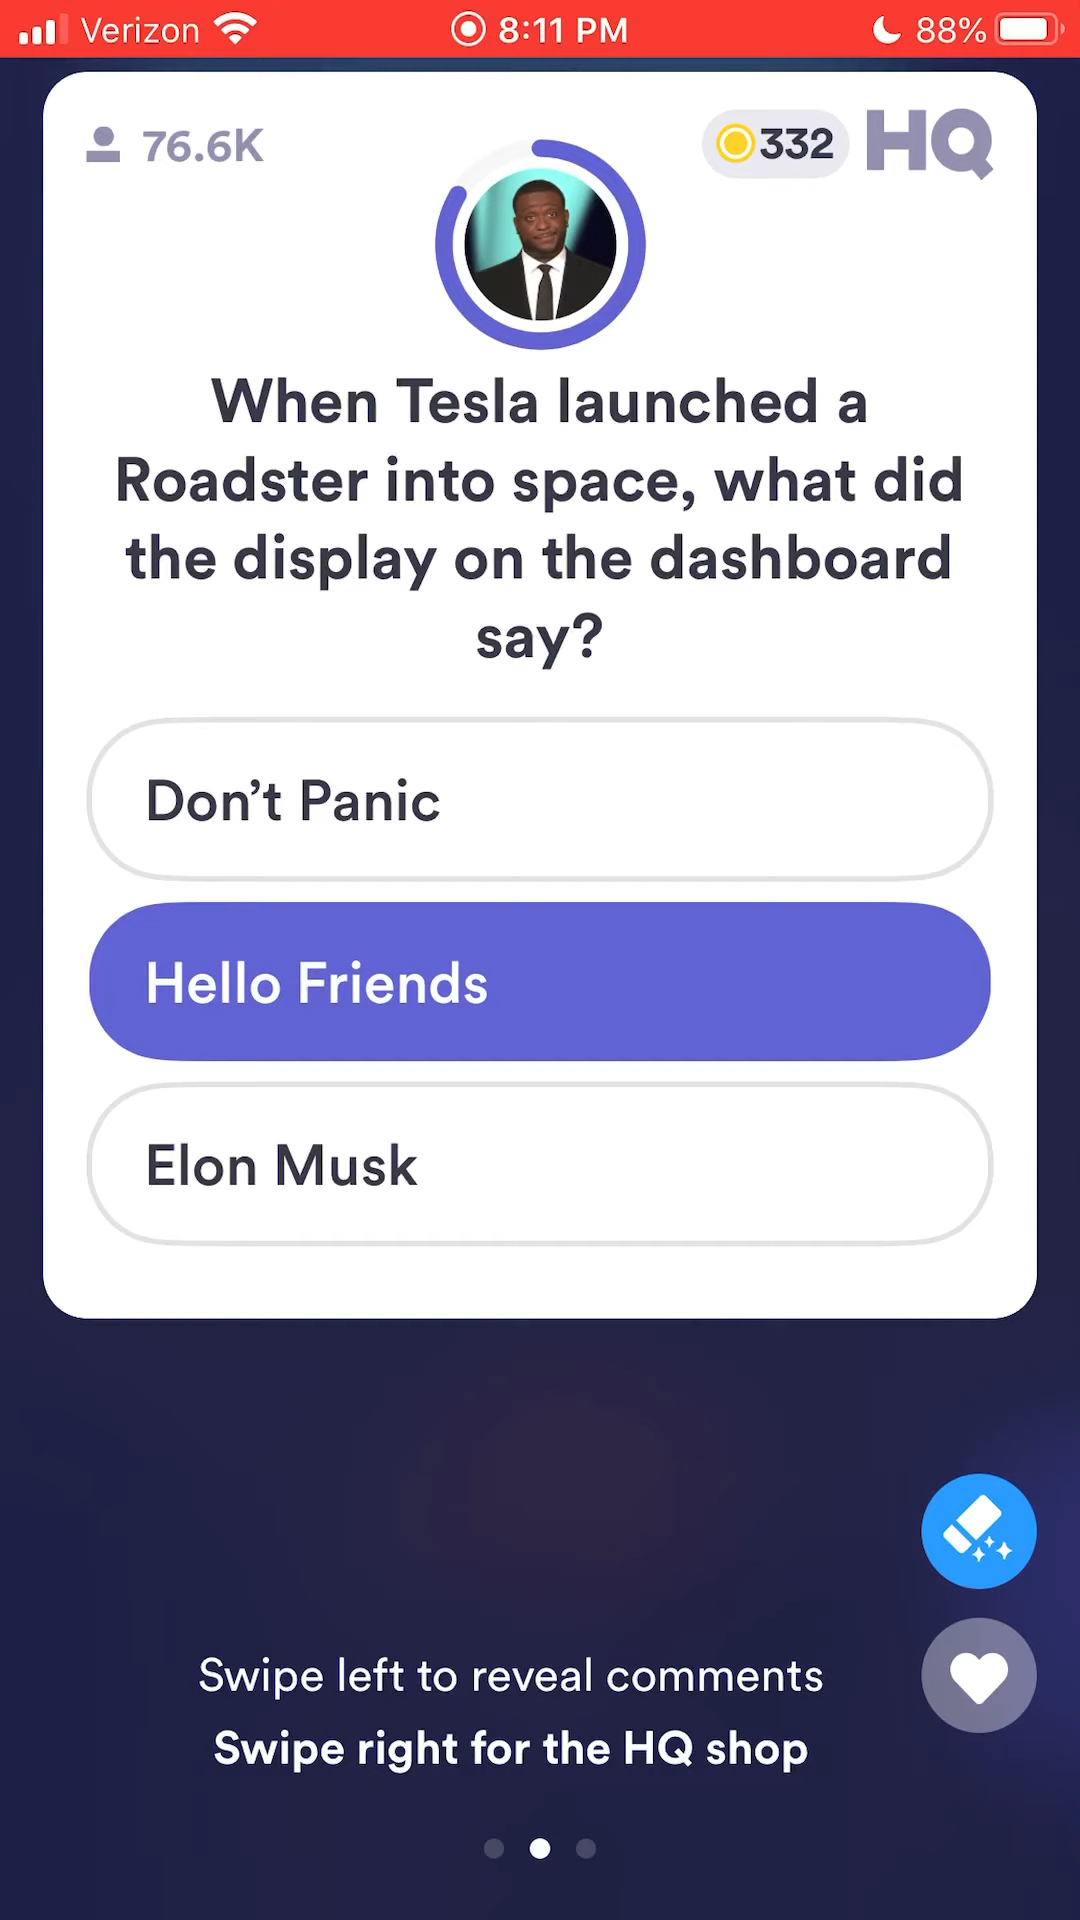 Verizon 8:11 PM 88%
76.6K 332 HQ
When Tesla launched a
Roadster into space, what did
the display on the dashboard
say?
Don’t Panic
Hello Friends
Elon Musk
Swipe left to reveal comments
Swipe right for the HQ shop